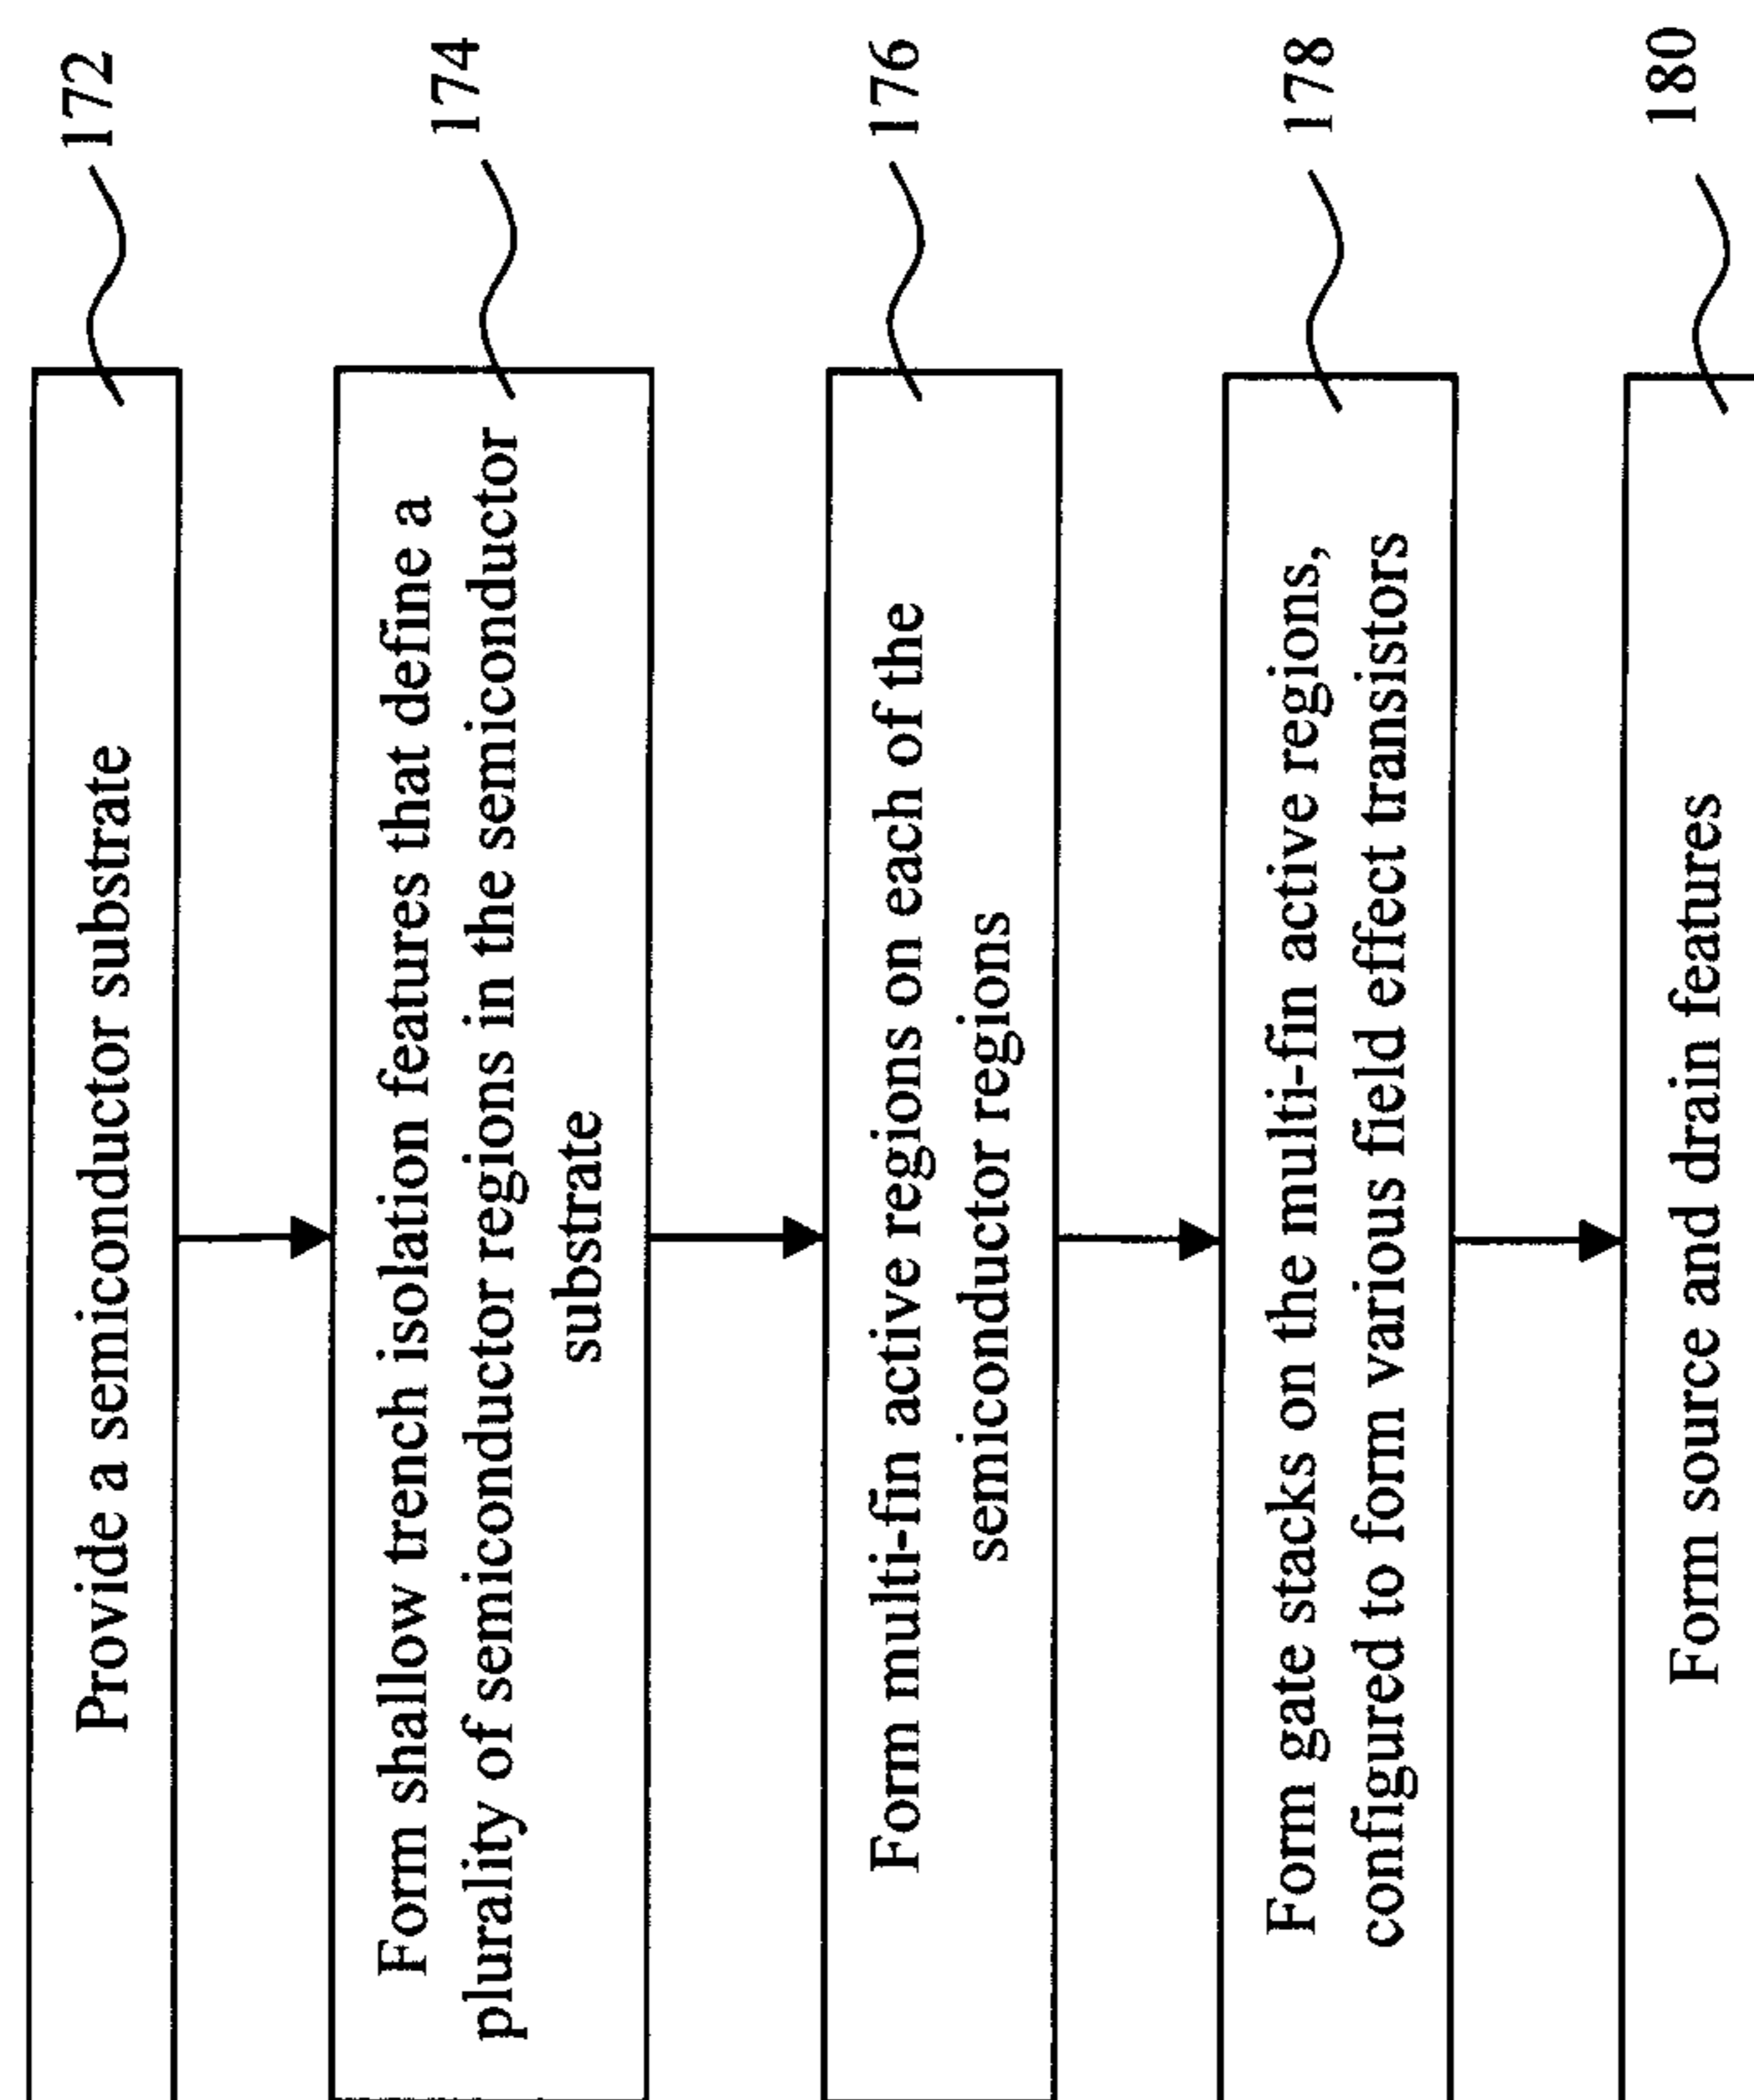 Provide a semiconductor substrate
172
Form shallow trench isolation features that define a
plurality of semiconductor regions in the semiconductor
substrate
174
Form multi-fin active regions on each of the
semiconductor regions
176
Form gate stacks on the multi-fin active regions,
configured to form various field effect transistors
178
Form source and drain features
180